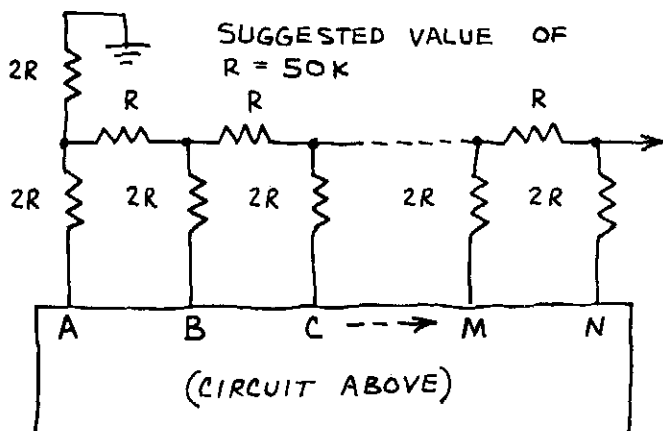 SUGGESTED VALUE OF
R = 50K
2R
R
R
R
2R
2R
2R
2R
2R
A
B
C
M
N
(CIRCUIT ABOVE)